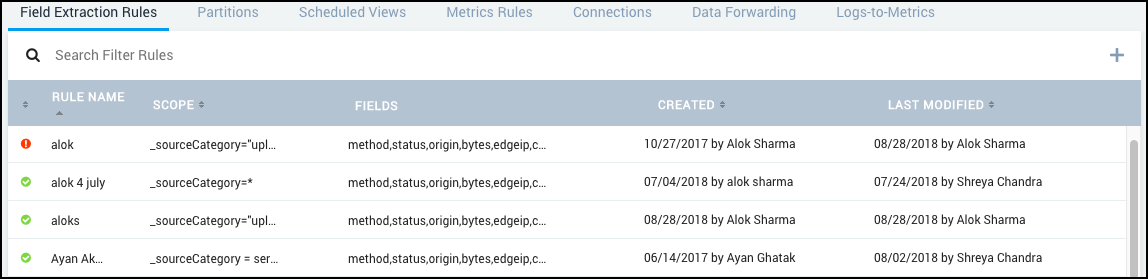 Field Extraction Rules Partitions Scheduled Views Metrics Rules Connections Data Forwarding Logs-to-Metrics
Search Filter Rules
RULE NAME SCOPE FIELDS CREATED LAST MODIFIED
alok _sourceCategory="upl... method,status,origin,bytes,edgeip,c... 10/27/2017 by Alok Sharma 08/28/2018 by Alok Sharma
alok 4 july _sourceCategory=* method,status,origin,bytes,edgeip,c... 07/04/2018 by alok sharma 07/24/2018 by Shreya Chandra
aloks _sourceCategory="upl... method,status,origin,bytes,edgeip,c... 08/28/2018 by Alok Sharma 08/28/2018 by Alok Sharma
Ayan Ak... _sourceCategory = ser... method,status,origin,bytes,edgeip,c... 06/14/2017 by Ayan Ghatak 08/02/2018 by Shreya Chandra